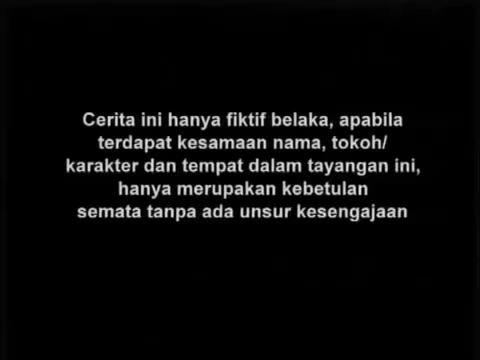 Cerita ini hanya fiktif belaka, apabila
terdapat kesamaan nama, tokoh/
karakter dan tempat dalam tayangan ini,
hanya merupakan kebetulan
semata tanpa ada unsur kesengajaan